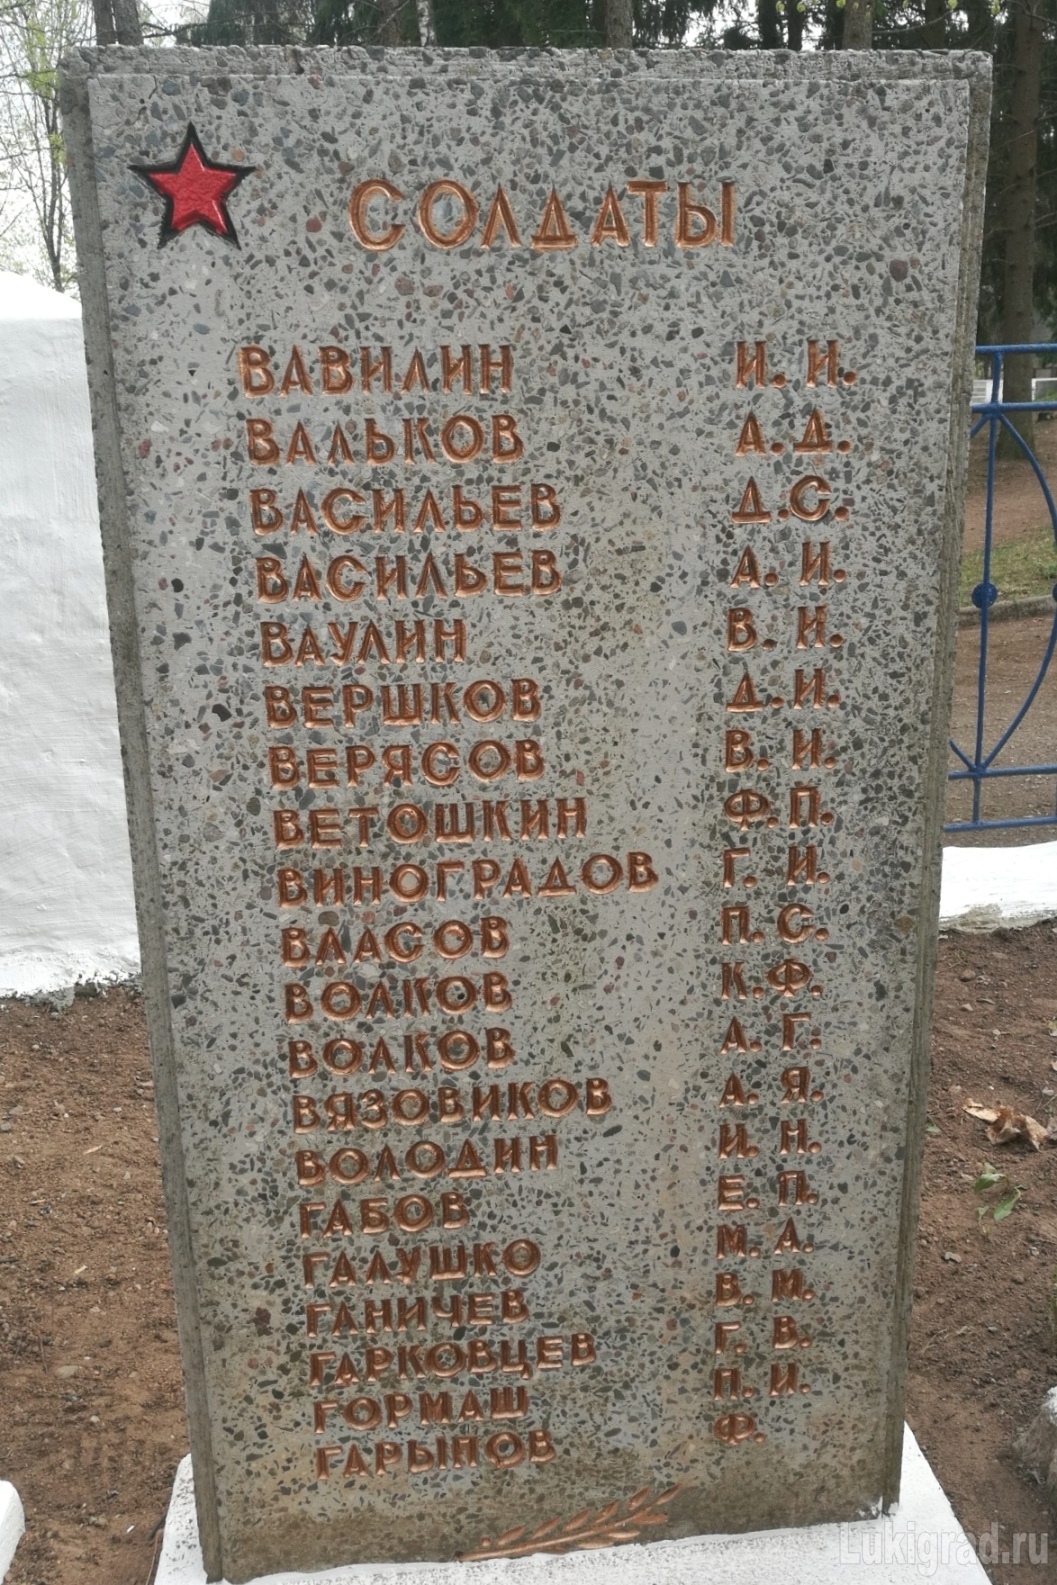 СОЛДАТЫ
ВАВИЛИН И. И.
ВАЛЬКОВ А. Д.
ВАСИЛЬЕВ Д. С.
ВАСИЛЬЕВ А. И.
ВАУЛИН В. И.
ВЕРШКОВ Д. И.
ВЕРЯСОВ В. И.
ВЕТОШКИН Ф. П.
ВИНОГРАДОВ Г. И.
ВЛАСОВ П. С.
ВОЛКОВ К. Ф.
ВОЛКОВ А. Г.
ВЯЗОВИКОВ А. Я.
ВОЛОДИН И. Н.
ГАБОВ Е. П.
ГАЛУШКО М. А.
ГАНИЧЕВ В. М.
ГАРКОВЦЕВ Г. В.
ГОРМАШ П. И.
ГАРЫПОВ Ф.
Lukigrad.ru